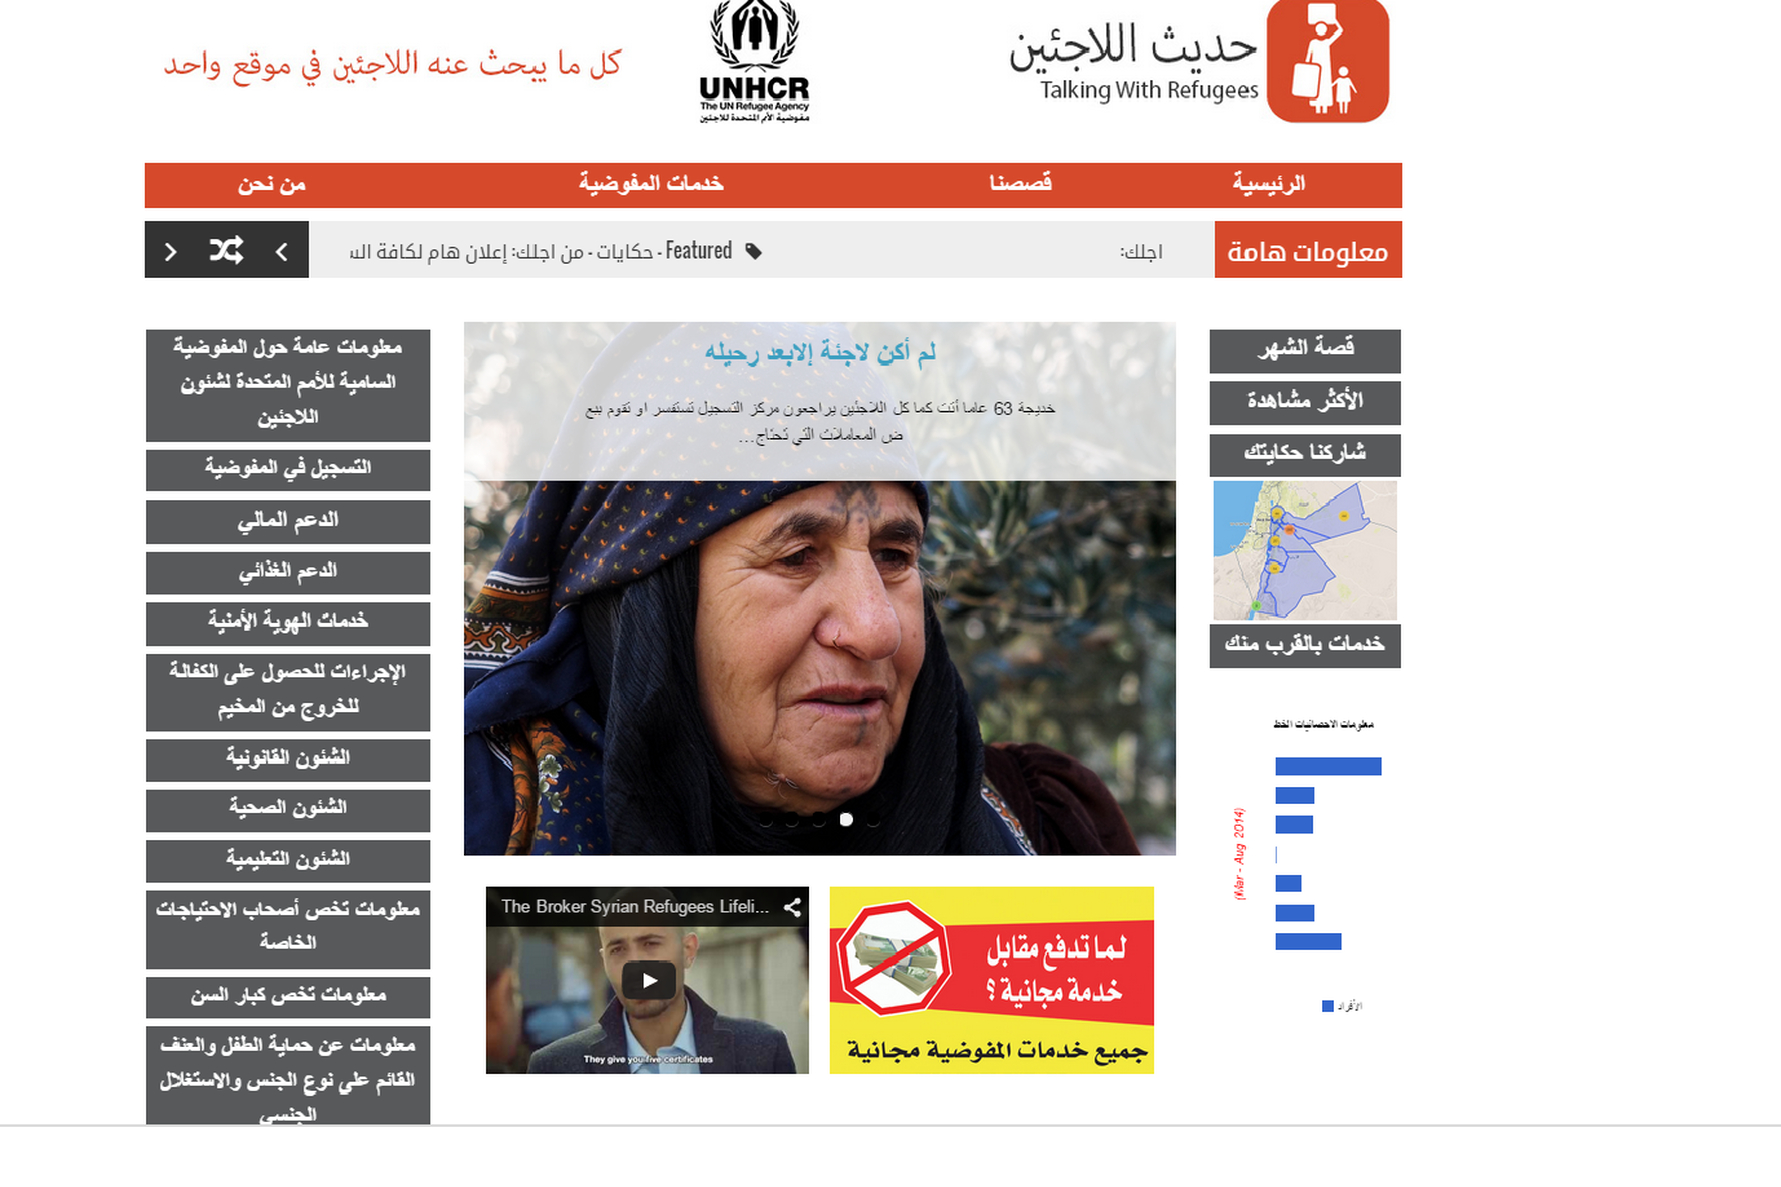 حديث اللاجئين
Talking With Refugees
UNHCR
The UN Refugee Agency
مفوضية الأمم المتحدة للاجئين
كل ما يبحث عنه اللاجئين في موقع واحد
الرئيسية
قصصنا
خدمات المفوضية
من نحن
معلومات هامة
اجلك:
Featured - حكايات - من اجلك: إعلان هام لكافة الس
قصة الشهر
الأكثر مشاهدة
شاركنا حكايتك
خدمات بالقرب منك
معلومات الاحصائيات الخط
(Mar - Aug 2014)
الأفراد
لم أكن لاجئة إلابعد رحيله
خديجة 63 عاما أتت كما كل اللاجئين يراجعون مركز التسجيل تستفسر او تقوم ببع
ض المعاملات التي تحتاج...
لما تدفع مقابل
خدمة مجانية ؟
جميع خدمات المفوضية مجانية
The Broker Syrian Refugees Lifeli...
They give you five certificates
معلومات عامة حول المفوضية
السامية للأمم المتحدة لشئون
اللاجئين
التسجيل في المفوضية
الدعم المالي
الدعم الغذائي
خدمات الهوية الأمنية
الإجراءات للحصول على الكفالة
للخروج من المخيم
الشئون القانونية
الشئون الصحية
الشئون التعليمية
معلومات تخص أصحاب الاحتياجات
الخاصة
معلومات تخص كبار السن
معلومات عن حماية الطفل والعنف
القائم على نوع الجنس والاستغلال
الجنسي